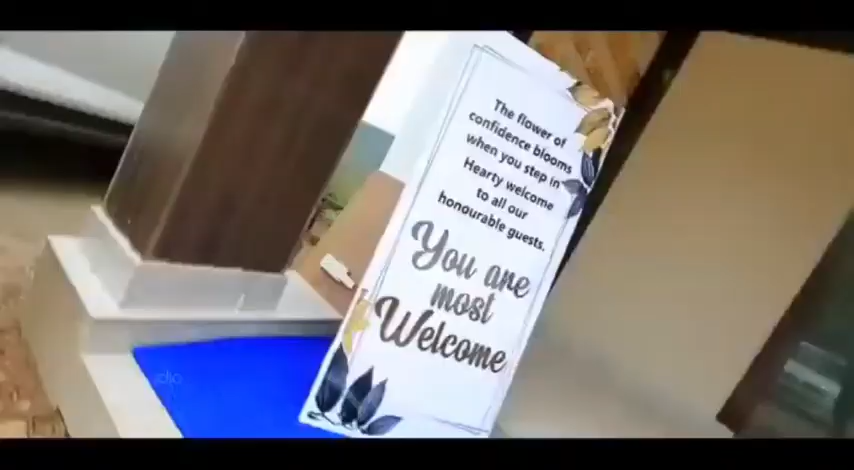 The flower of
confidence blooms
when you step in
Hearty welcome
to all our
honourable guests.
You are
most
Welcome